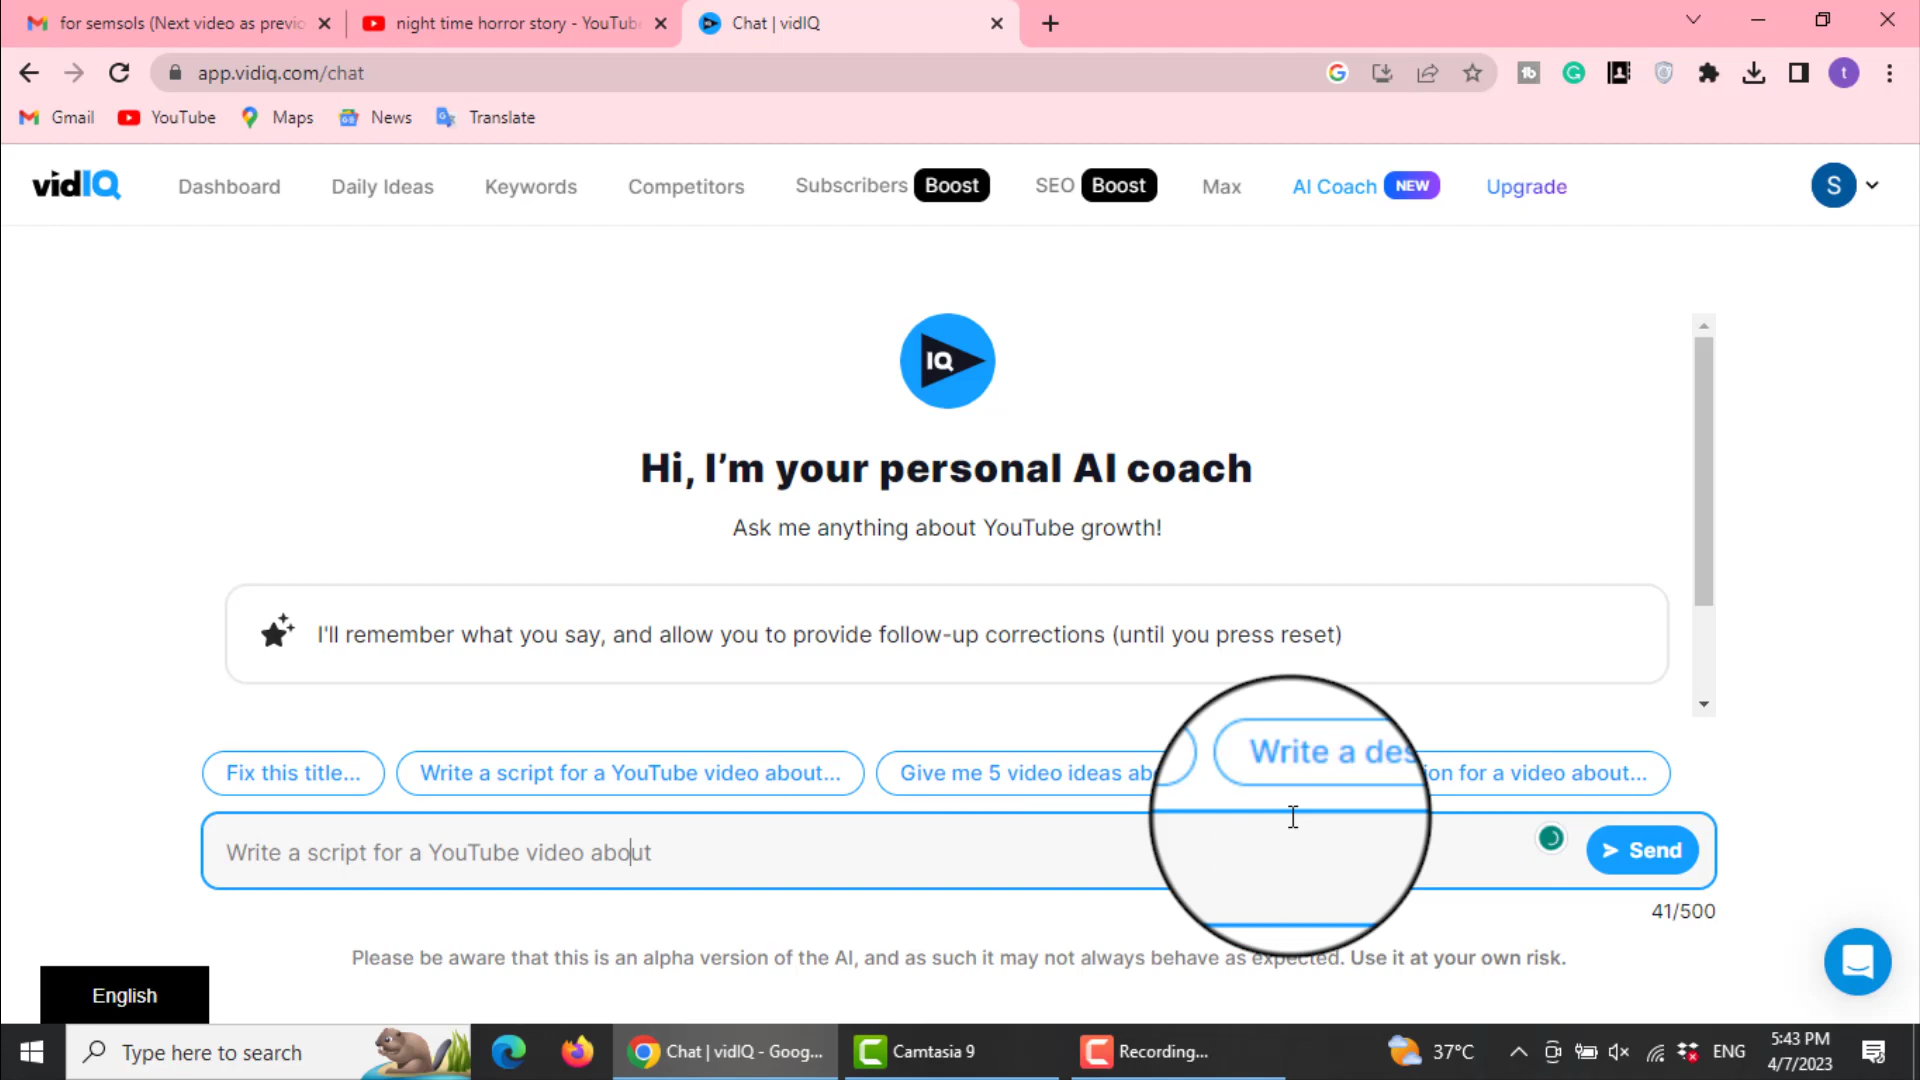 for semsols (Next video as previo
night time horror story - YouTub
Chat | vidIQ
app.vidiq.com/chat
Gmail
YouTube
Maps
News
Translate
vidIQ
Dashboard
Daily Ideas
Keywords
Competitors
Subscribers Boost
SEO Boost
Max
AI Coach NEW
Upgrade
S
IQ
Hi, I'm your personal AI coach
Ask me anything about YouTube growth!
I'll remember what you say, and allow you to provide follow-up corrections (until you press reset)
Fix this title...
Write a script for a YouTube video about...
Give me 5 video ideas ab
Write a des
on for a video about...
Write a script for a YouTube video about
Send
41/500
Please be aware that this is an alpha version of the AI, and as such it may not always behave as expected. Use it at your own risk.
English
Type here to search
Chat | vidIQ - Goog...
Camtasia 9
Recording...
37°C
ENG
5:43 PM
4/7/2023